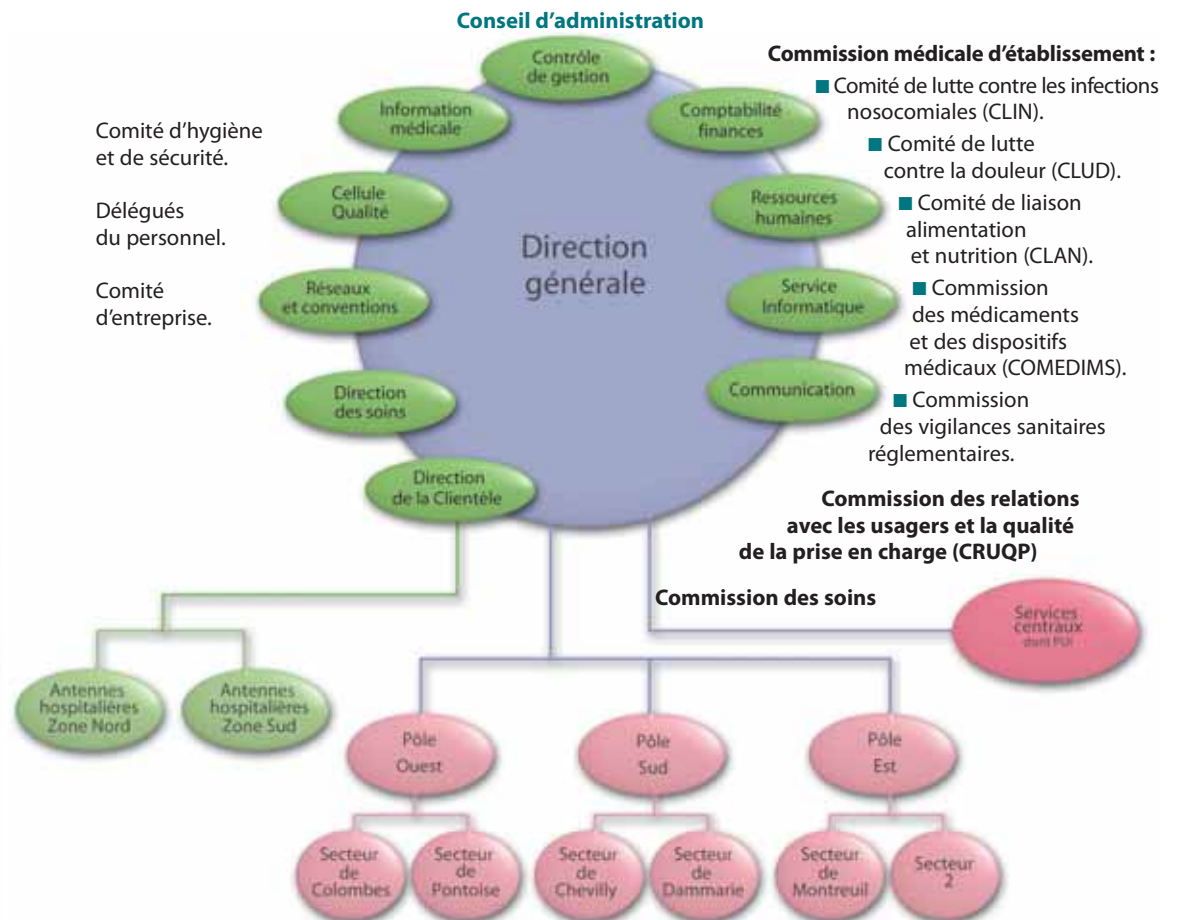 Conseil d’administration
Contrôle
de gestion
Information
médicale
Comptabilité
finances
Cellule
Qualité
Ressources
humaines
Direction
générale
Réseaux
et conventions
Service
Informatique
Direction
des soins
Communication
Direction
de la Clientèle
Comité d’hygiène
et de sécurité.
Délégués
du personnel.
Comité
d’entreprise.
Commission médicale d’établissement :
■ Comité de lutte contre les infections
nosocomiales (CLIN).
■ Comité de lutte
contre la douleur (CLUD).
■ Comité de liaison
alimentation
et nutrition (CLAN).
■ Commission
des médicaments
et des dispositifs
médicaux (COMEDIMS).
■ Commission
des vigilances sanitaires
réglementaires.
Commission des relations
avec les usagers et la qualité
de la prise en charge (CRUQP)
Commission des soins
Services
centraux
dont PUI
Antennes
hospitalières
Zone Nord
Antennes
hospitalières
Zone Sud
Pôle
Ouest
Pôle
Sud
Pôle
Est
Secteur
de
Colombes
Secteur
de
Pontoise
Secteur
de
Chevilly
Secteur
de
Dammarie
Secteur
de
Montreuil
Secteur
2